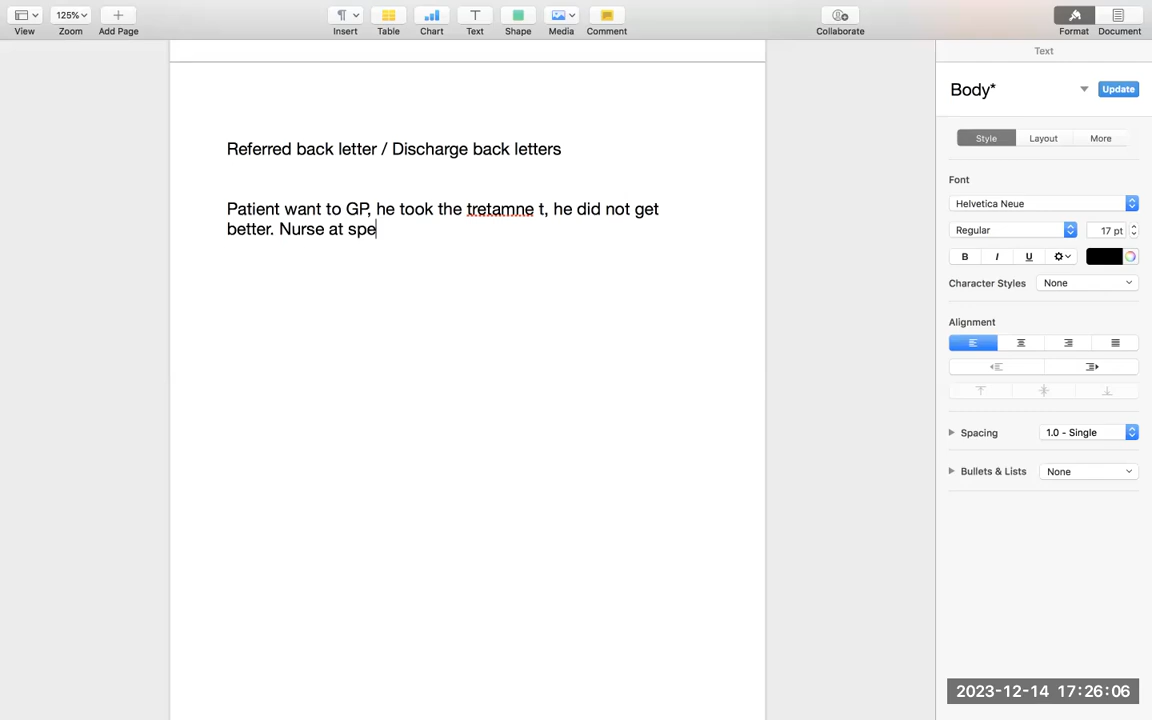 125%
View Zoom Add Page Insert Table Chart Text Shape Media Comment Collaborate Format Document
Text
Body*
Update
Style Layout More
Font
Helvetica Neue
Regular 17 pt
B I U
Character Styles None
Alignment
Spacing 1.0 - Single
Bullets & Lists None
Referred back letter / Discharge back letters
Patient want to GP, he took the tretamne t, he did not get
better. Nurse at spe
2023-12-14 17:26:06